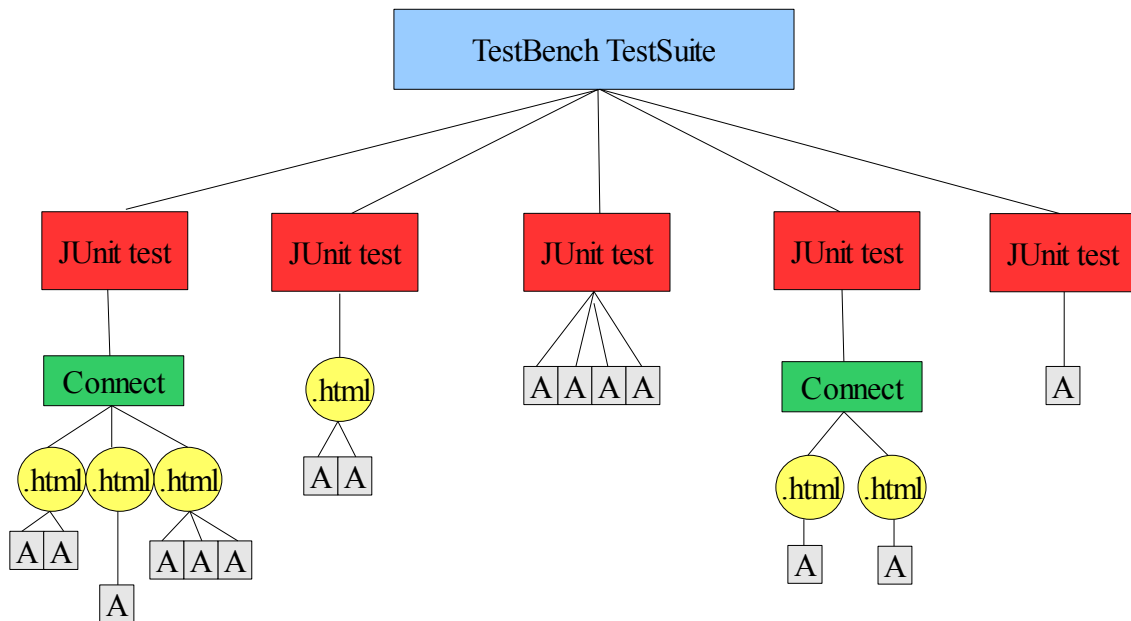 TestBench TestSuite
JUnit test
JUnit test
JUnit test
JUnit test
JUnit test
Connect
.html
A A A A
Connect
A
.html .html .html
A A
.html .html
A A
A A A
A
A
A